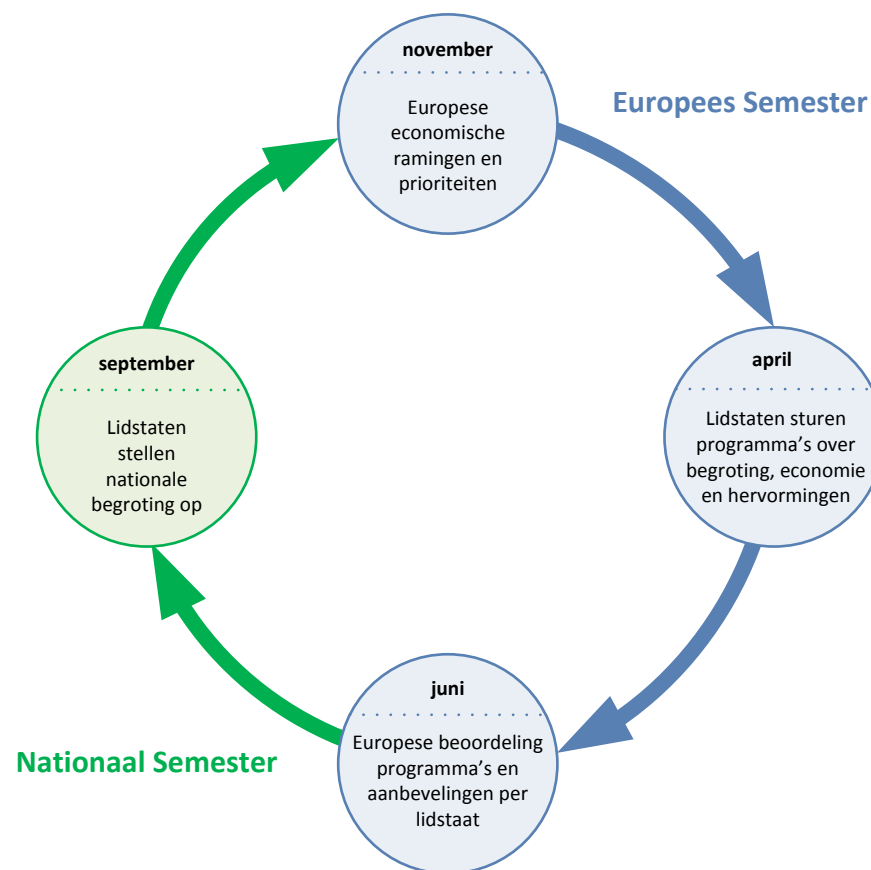 november
Europese
economische
ramingen en
prioriteiten
Europees Semester
april
Lidstaten sturen
programma's over
begroting, economie
en hervormingen
juni
Europese beoordeling
programma's en
aanbevelingen per
lidstaat
Nationaal Semester
september
Lidstaten
stellen
nationale
begroting op